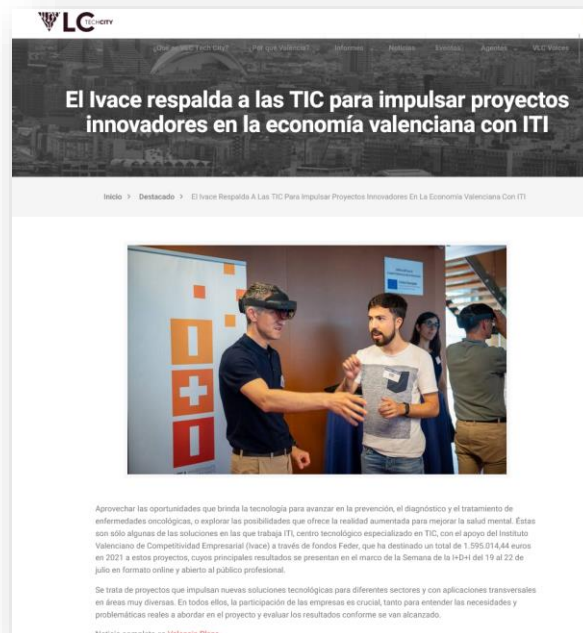 VLC TECHCITY
¿Qué es VLC Tech City? ¿Por qué Valencia? Informes Noticias Eventos Agentes VLC Voices
El Ivace respalda a las TIC para impulsar proyectos
innovadores en la economía valenciana con ITI
Inicio > Destacado > El Ivace Respalda A Las TIC Para Impulsar Proyectos Innovadores En La Economía Valenciana Con ITI
I+I
Aprovechar las oportunidades que brinda la tecnología para avanzar en la prevención, el diagnóstico y el tratamiento de
enfermedades oncológicas, o explorar las posibilidades que ofrece la realidad aumentada para mejorar la salud mental. Éstas
son sólo algunas de las soluciones en las que trabaja ITI, centro tecnológico especializado en TIC, con el apoyo del Instituto
Valenciano de Competitividad Empresarial (Ivace) a través de fondos Feder, que ha destinado un total de 1.595.014,44 euros
en 2021 a estos proyectos, cuyos principales resultados se presentan en el marco de la Semana de la I+D+I del 19 al 22 de
julio en formato online y abierto al público profesional.
Se trata de proyectos que impulsan nuevas soluciones tecnológicas para diferentes sectores y con aplicaciones transversales
en áreas muy diversas. En todos ellos, la participación de las empresas es crucial, tanto para entender las necesidades y
problemáticas reales a abordar en el proyecto y evaluar los resultados conforme se van alcanzado.
Noticia completa en Valencia Plaza